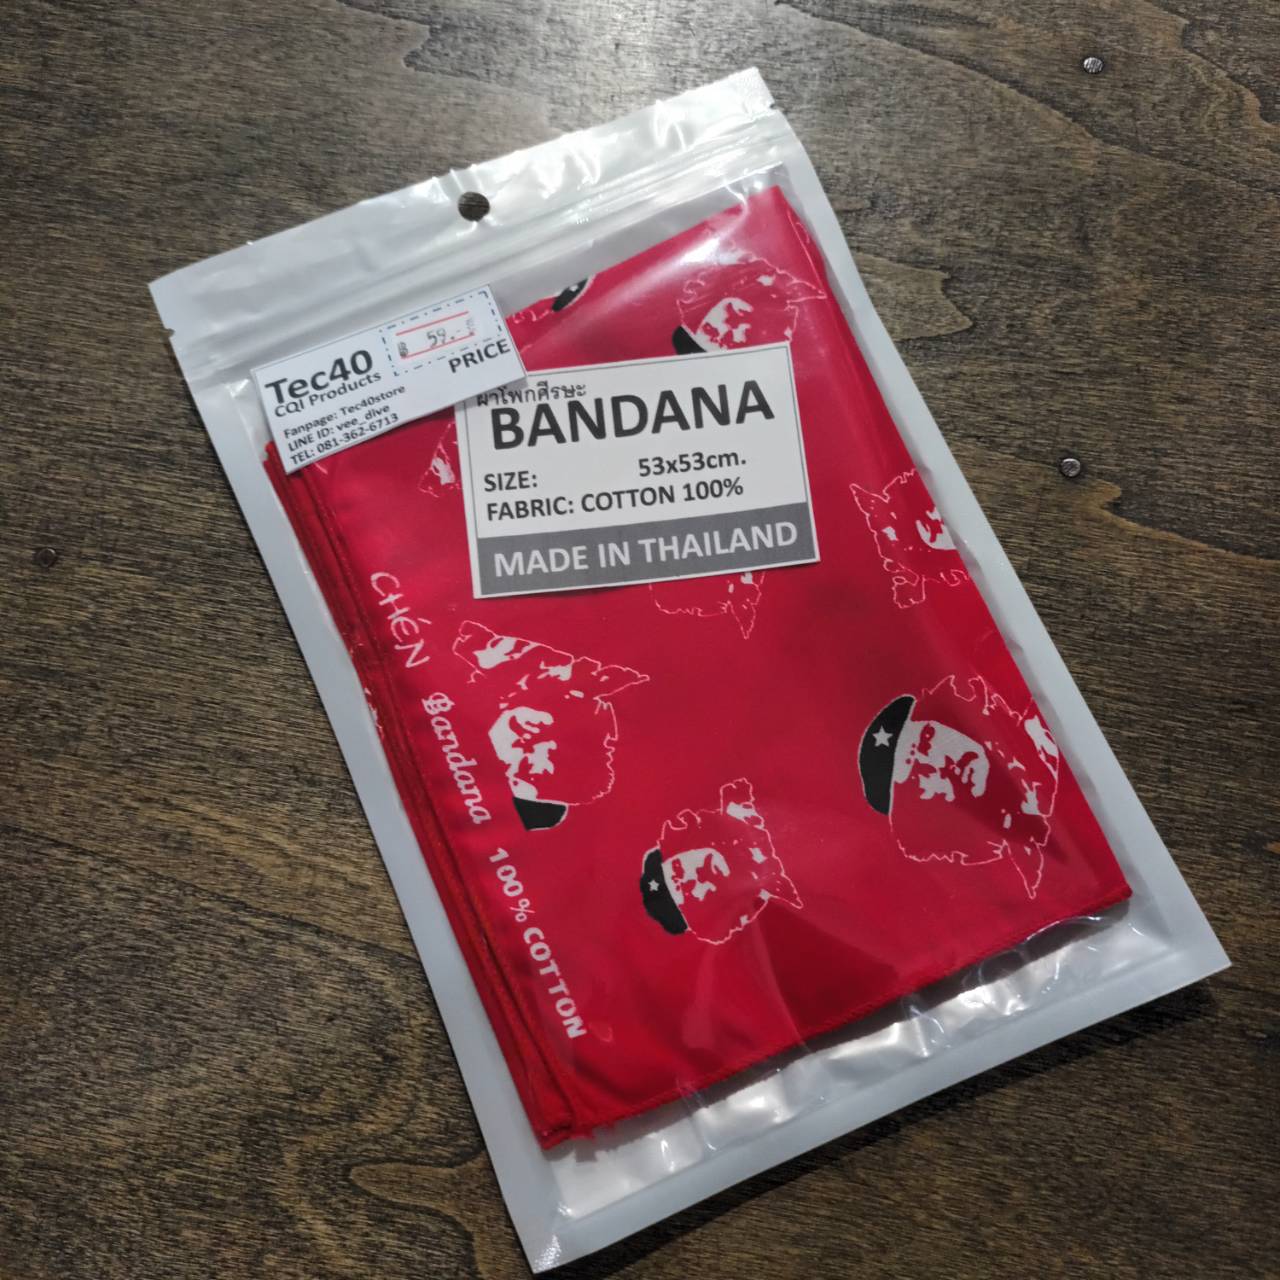 Tec40
CQI Products
Fanpage: Tec40store
LINE ID: vee_dive
TEL: 081-362-6713
฿ 59.-
PRICE
ผ้าโพกศีรษะ
BANDANA
SIZE: 53x53cm.
FABRIC: COTTON 100%
MADE IN THAILAND
CHÉN Bandana 100% COTTON